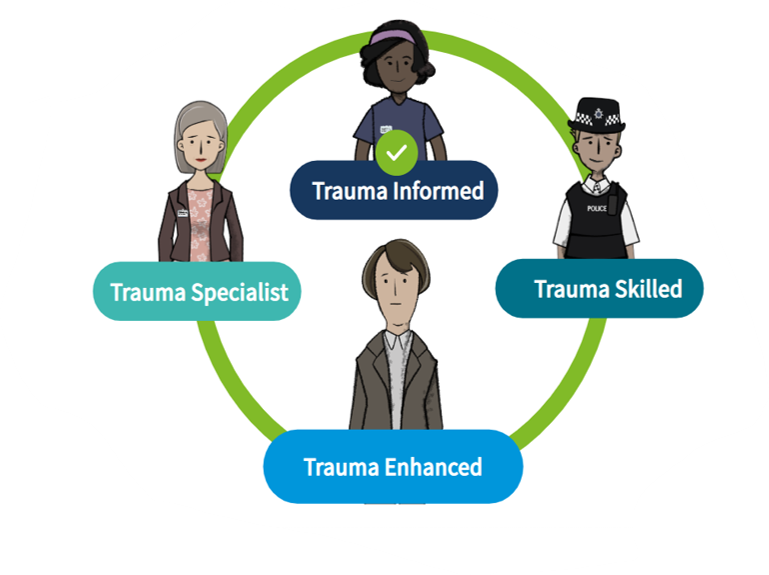 Trauma Informed
POLICE
Trauma Skilled
Trauma Specialist
Trauma Enhanced